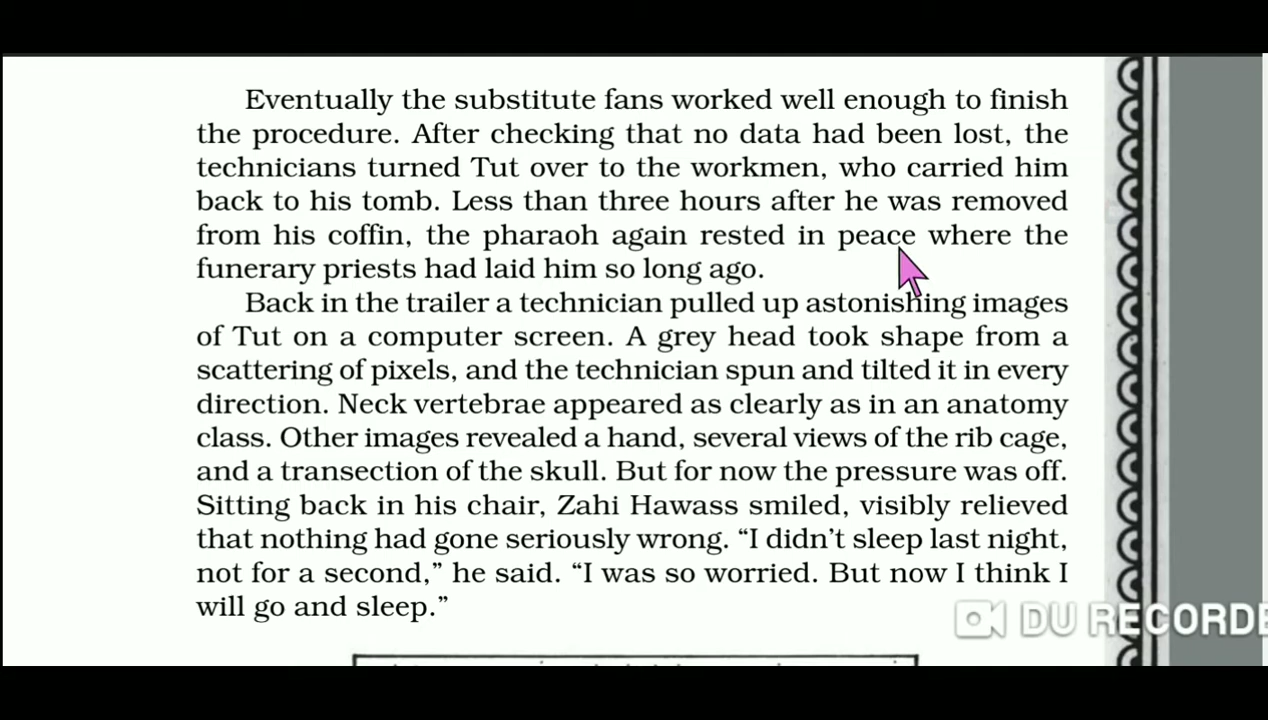 Eventually the substitute fans worked well enough to finish
the procedure. After checking that no data had been lost, the
technicians turned Tut over to the workmen, who carried him
back to his tomb. Less than three hours after he was removed
from his coffin, the pharaoh again rested in peace where the
funerary priests had laid him so long ago.
Back in the trailer a technician pulled up astonishing images
of Tut on a computer screen. A grey head took shape from a
scattering of pixels, and the technician spun and tilted it in every
direction. Neck vertebrae appeared as clearly as in an anatomy
class. Other images revealed a hand, several views of the rib cage,
and a transection of the skull. But for now the pressure was off.
Sitting back in his chair, Zahi Hawass smiled, visibly relieved
that nothing had gone seriously wrong. “I didn’t sleep last night,
not for a second,” he said. “I was so worried. But now I think I
will go and sleep.”
DU RECORDE